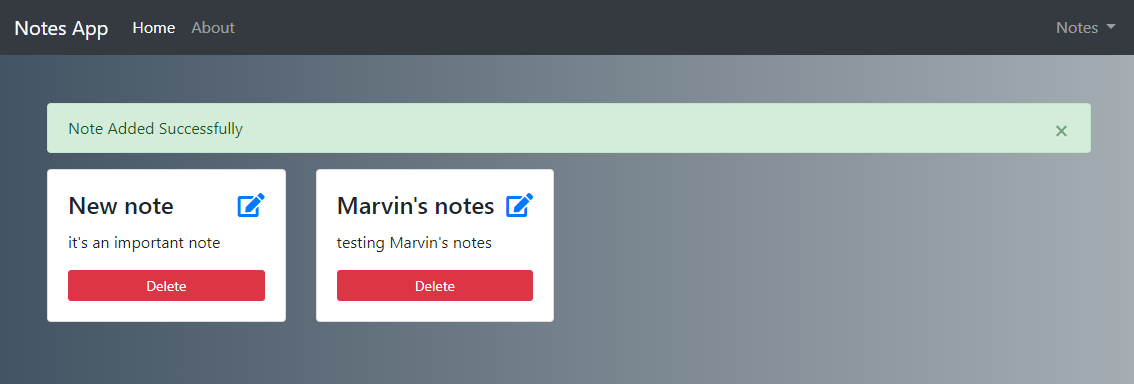 Notes App Home About Notes
Note Added Successfully ×
New note
it's an important note
Delete
Marvin's notes
testing Marvin's notes
Delete